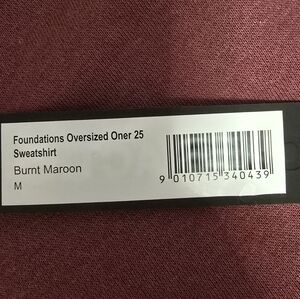 Foundations Oversized Oner 25
Sweatshirt
Burnt Maroon
M
9 010715 340439